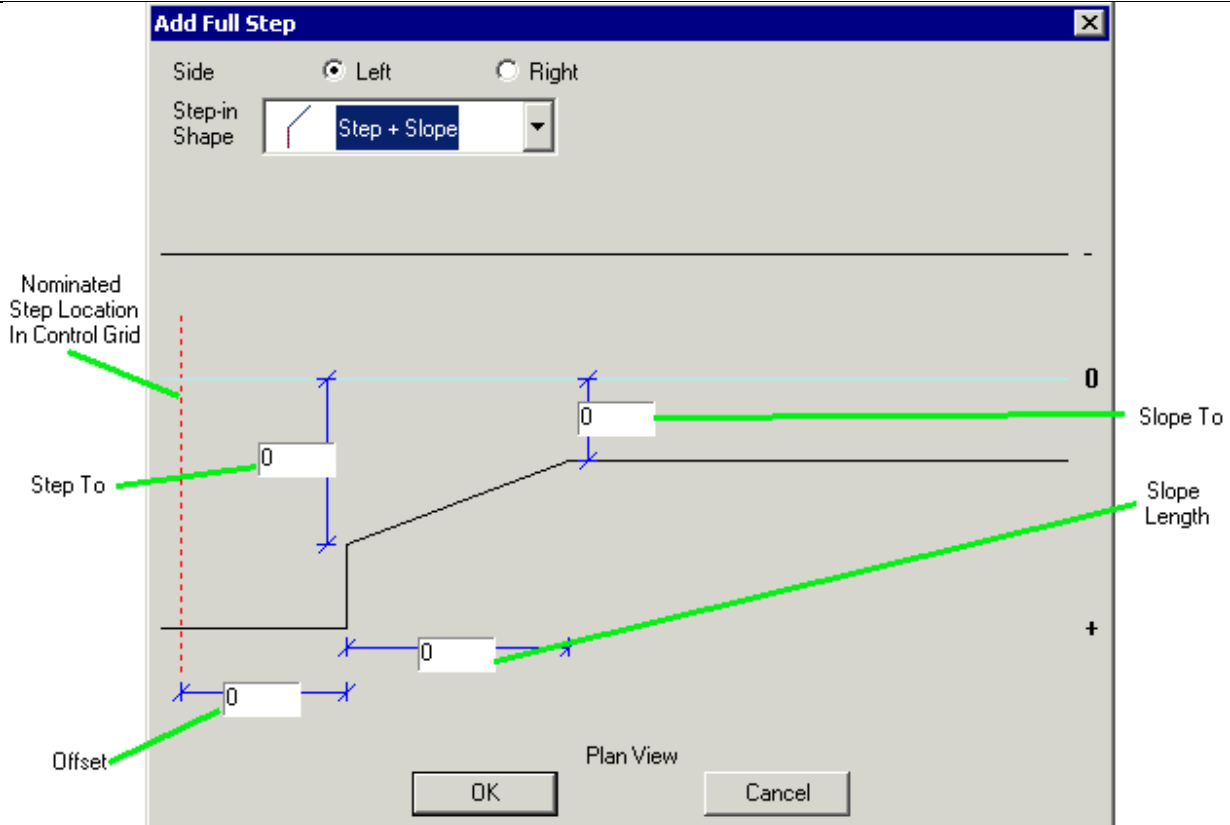 Add Full Step
Side Left Right
Step-in
Shape
Step + Slope
-
Nominated
Step Location
In Control Grid
0
0
Slope To
0
Step To
Slope
Length
+
0
0
Offset
Plan View
OK Cancel